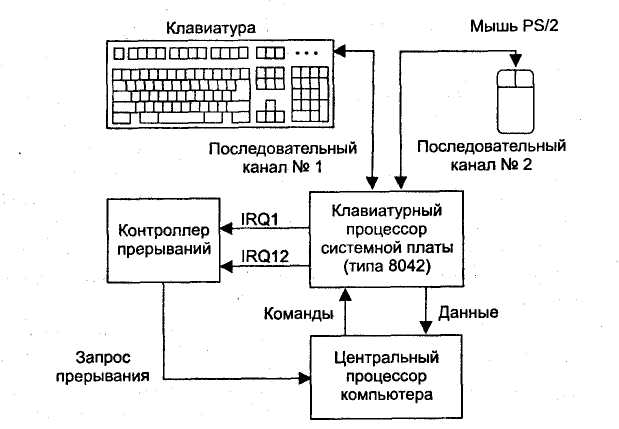 Клавиатура
Мышь PS/2
Последовательный
канал № 1
Последовательный
канал № 2
Контроллер
прерываний
IRQ1
IRQ12
Клавиатурный
процессор
системной платы
(типа 8042)
Команды
Данные
Запрос
прерывания
Центральный
процессор
компьютера